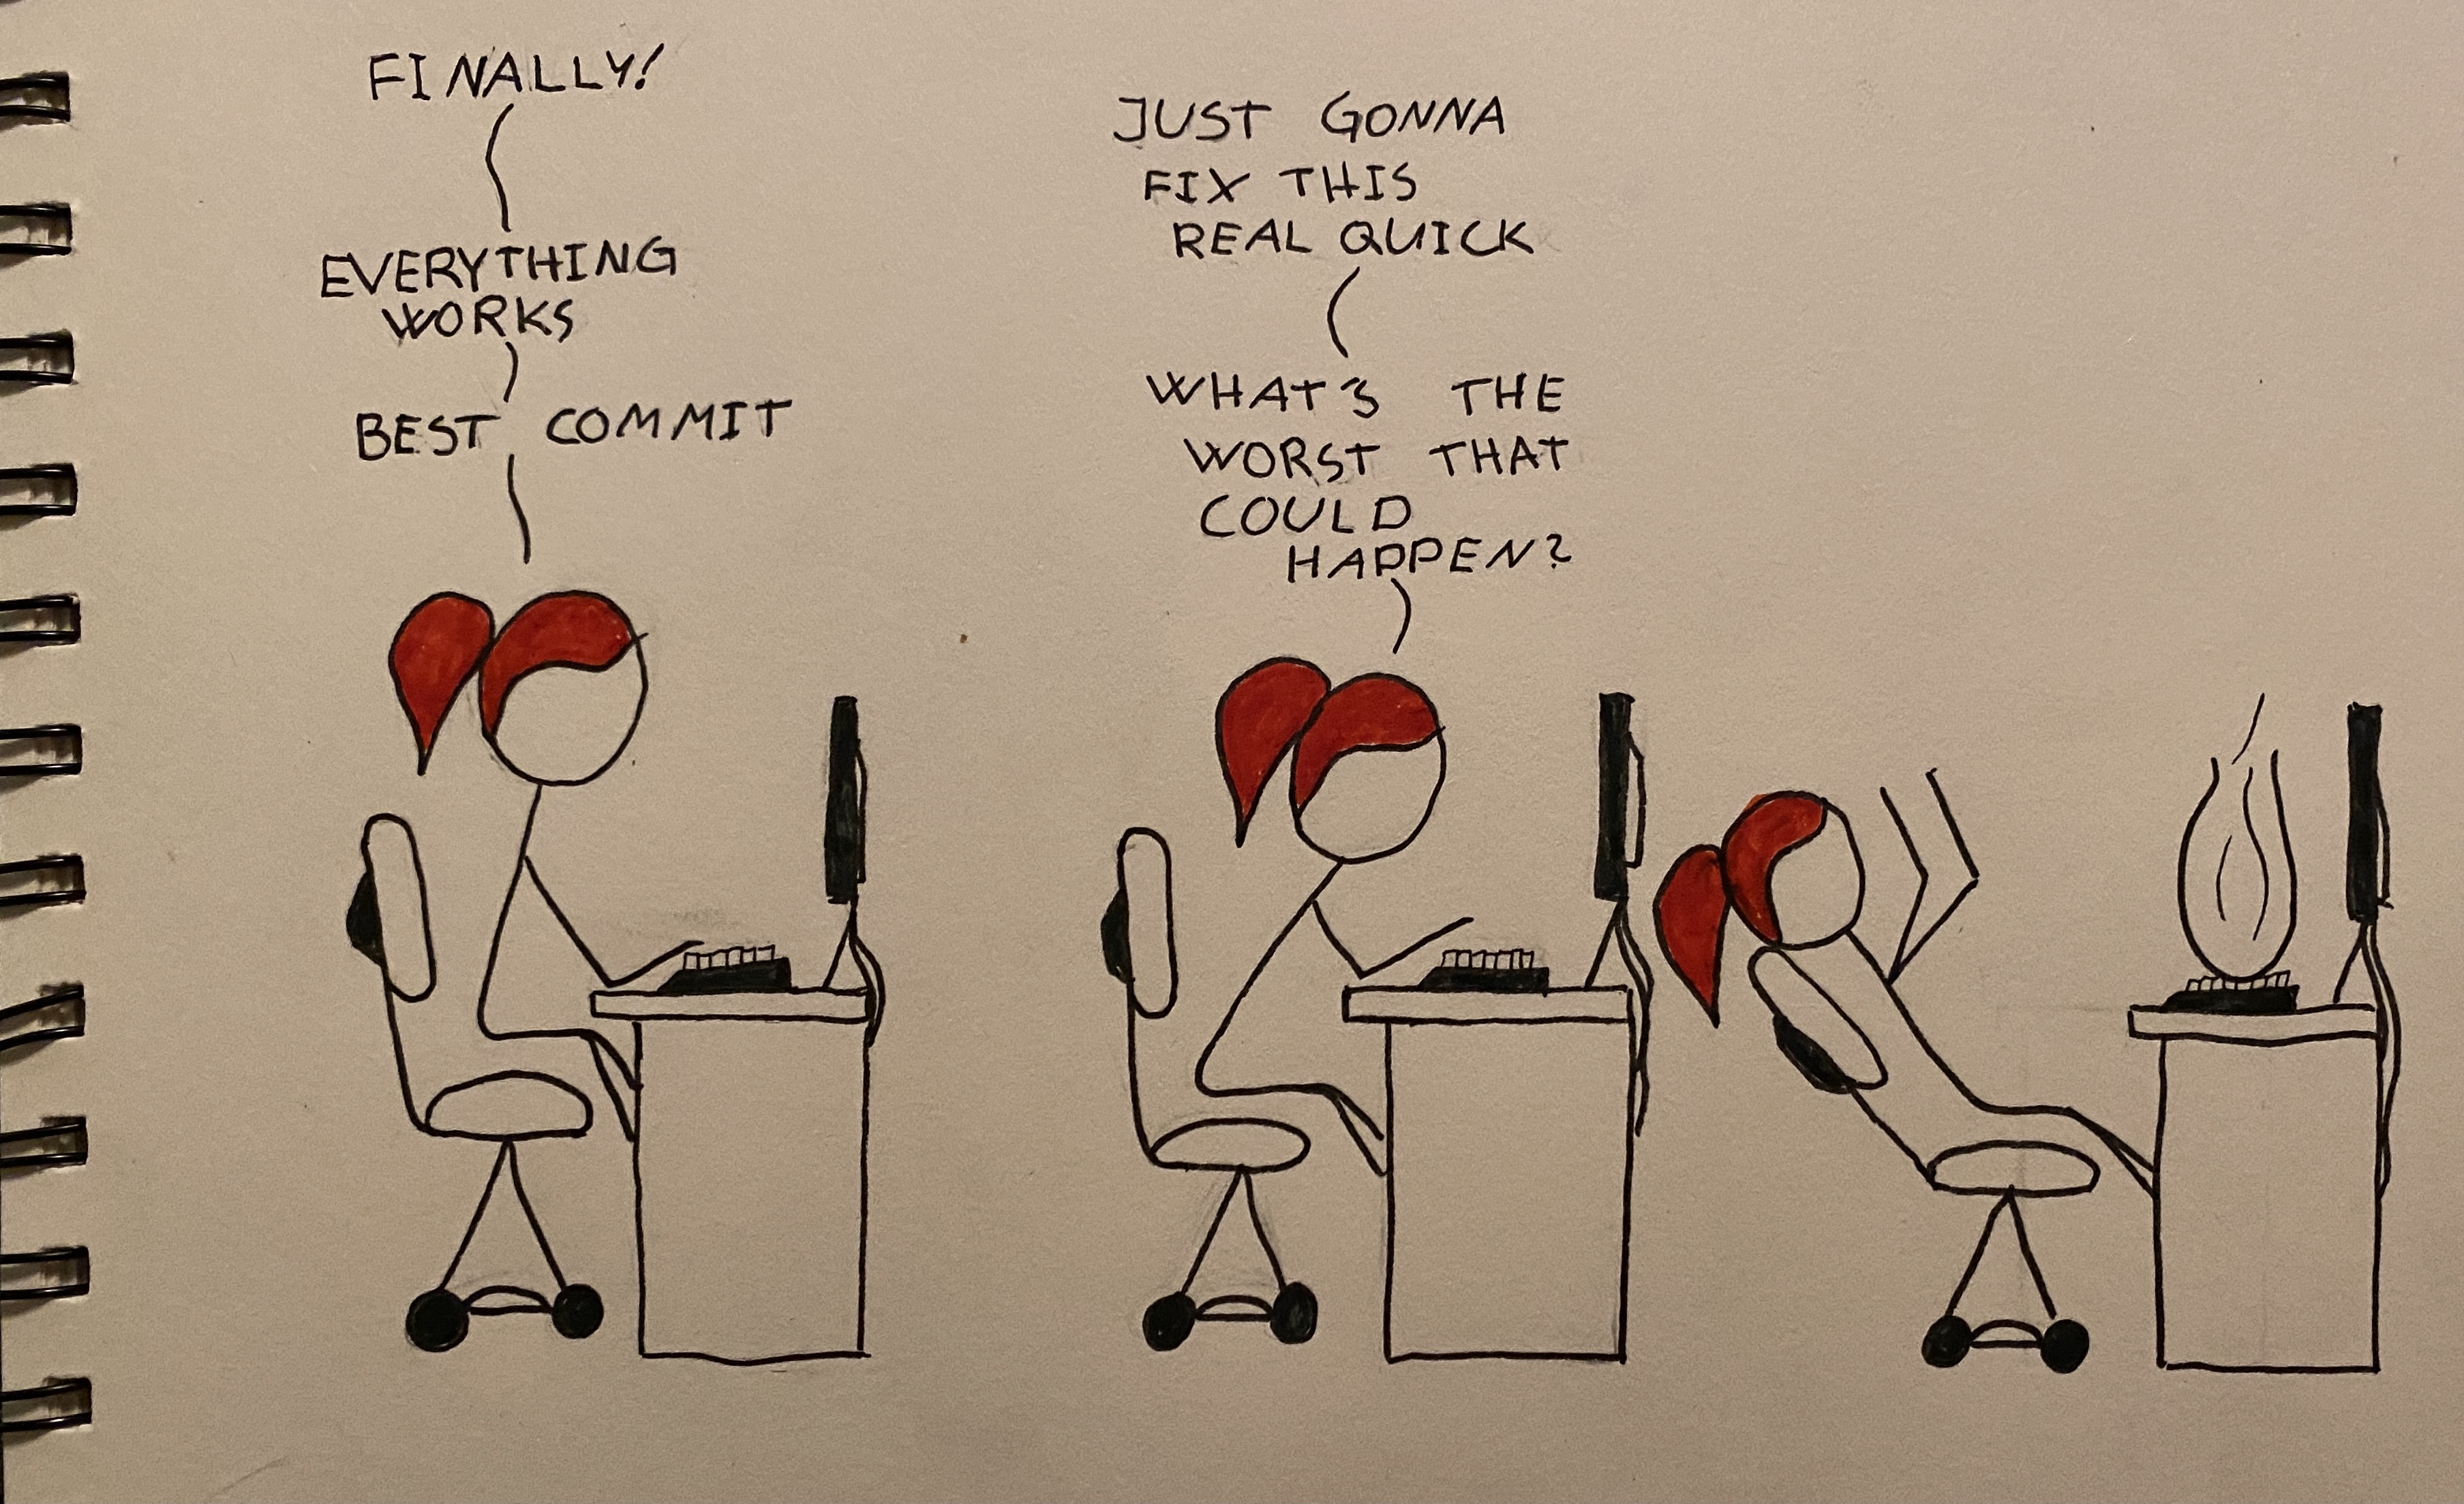 FINALLY!
EVERYTHING
WORKS
BEST COMMIT
JUST GONNA
FIX THIS
REAL QUICK
WHAT'S THE
WORST THAT
COULD
HAPPEN?